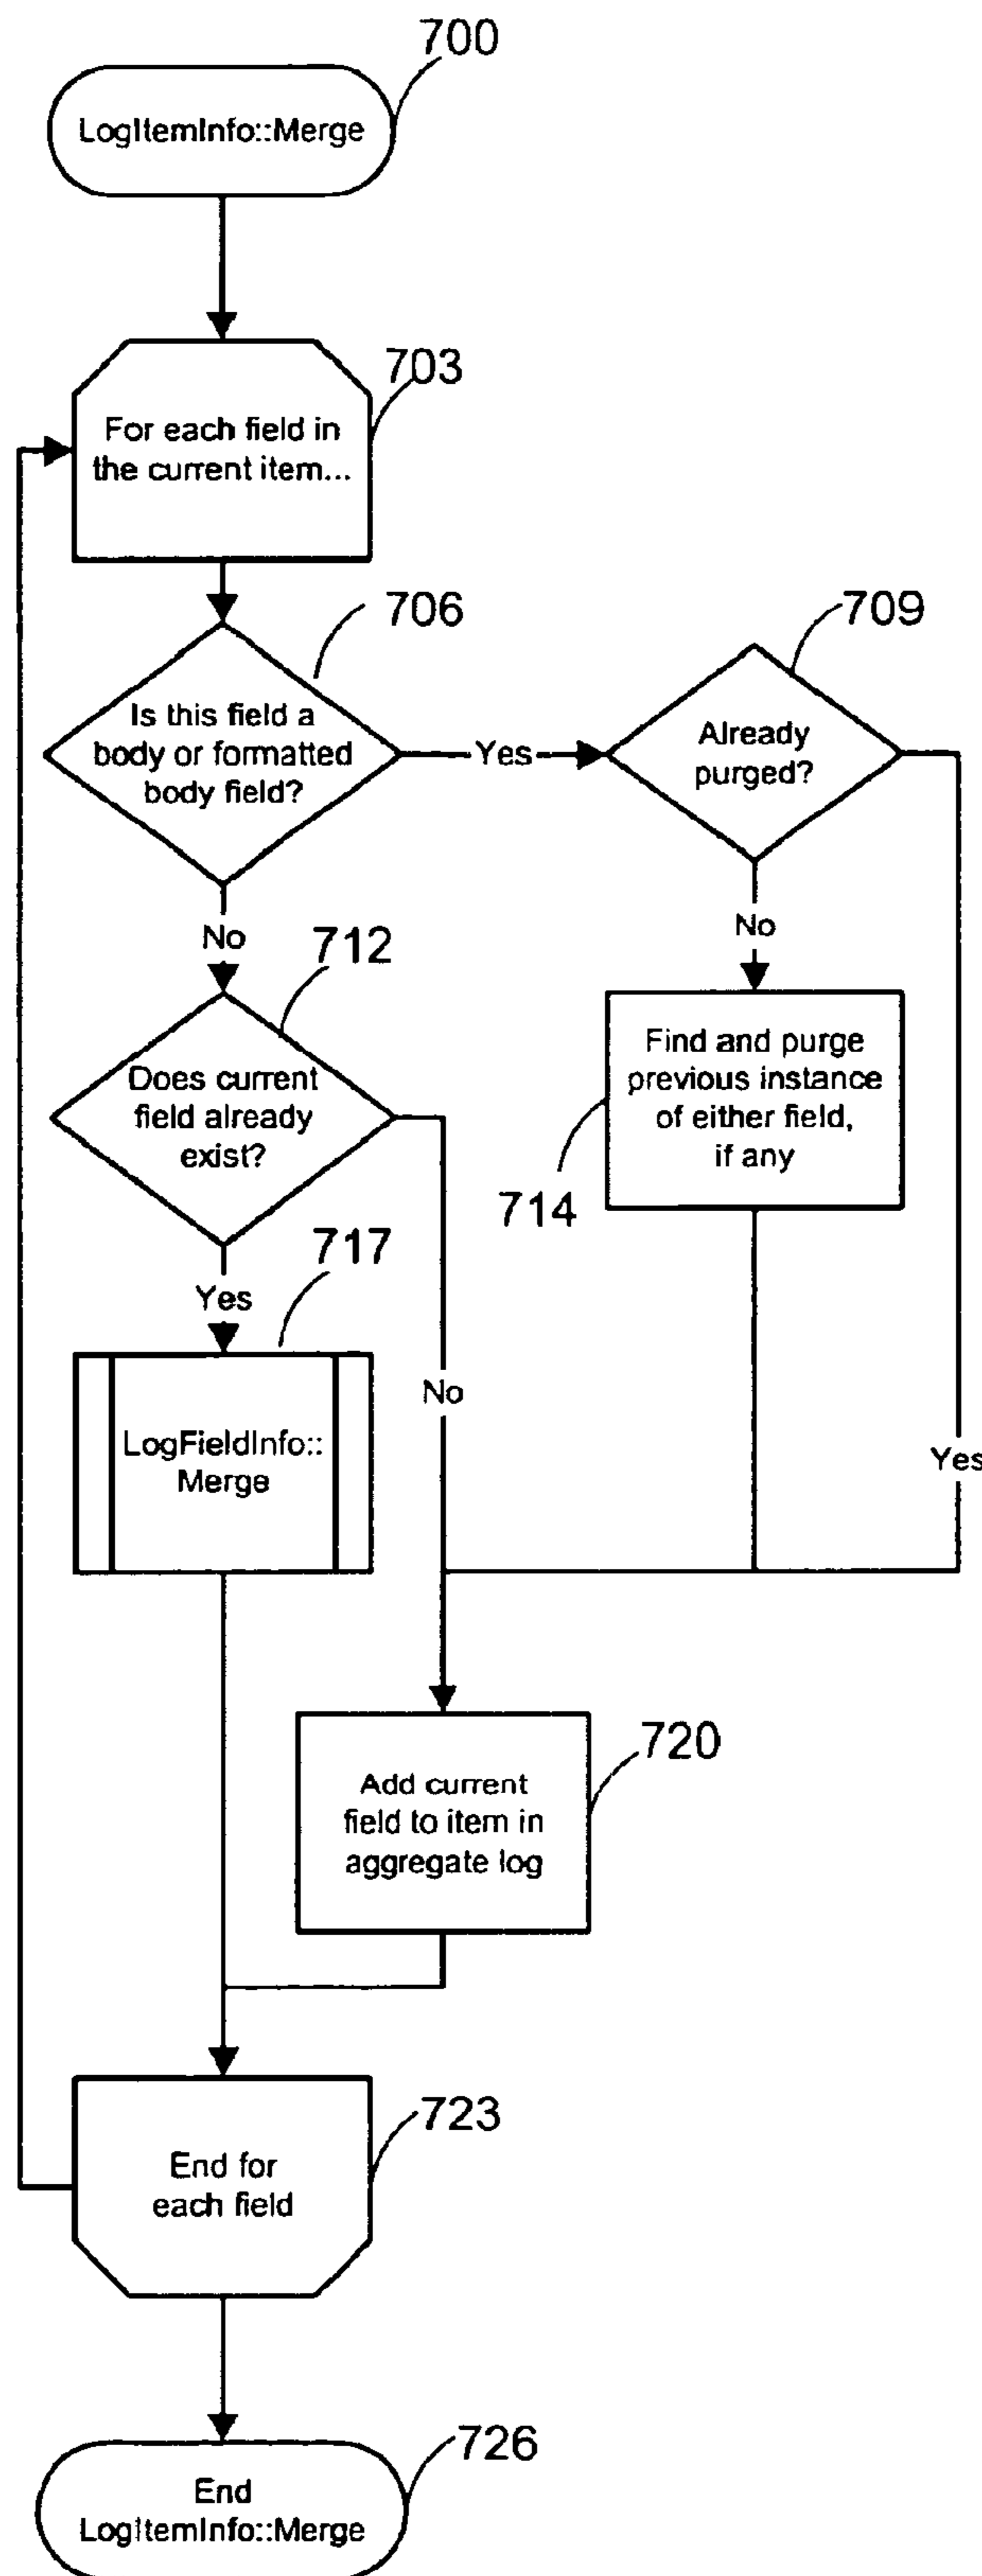 700
LogItemInfo::Merge
703
For each field in
the current item...
706
Is this field a
body or formatted
body field?
Yes
709
Already
purged?
No
712
Does current
field already
exist?
No
714
Find and purge
previous instance
of either field,
if any
Yes
717
LogFieldInfo::
Merge
No
Yes
720
Add current
field to item in
aggregate log
723
End for
each field
726
End
LogItemInfo::Merge